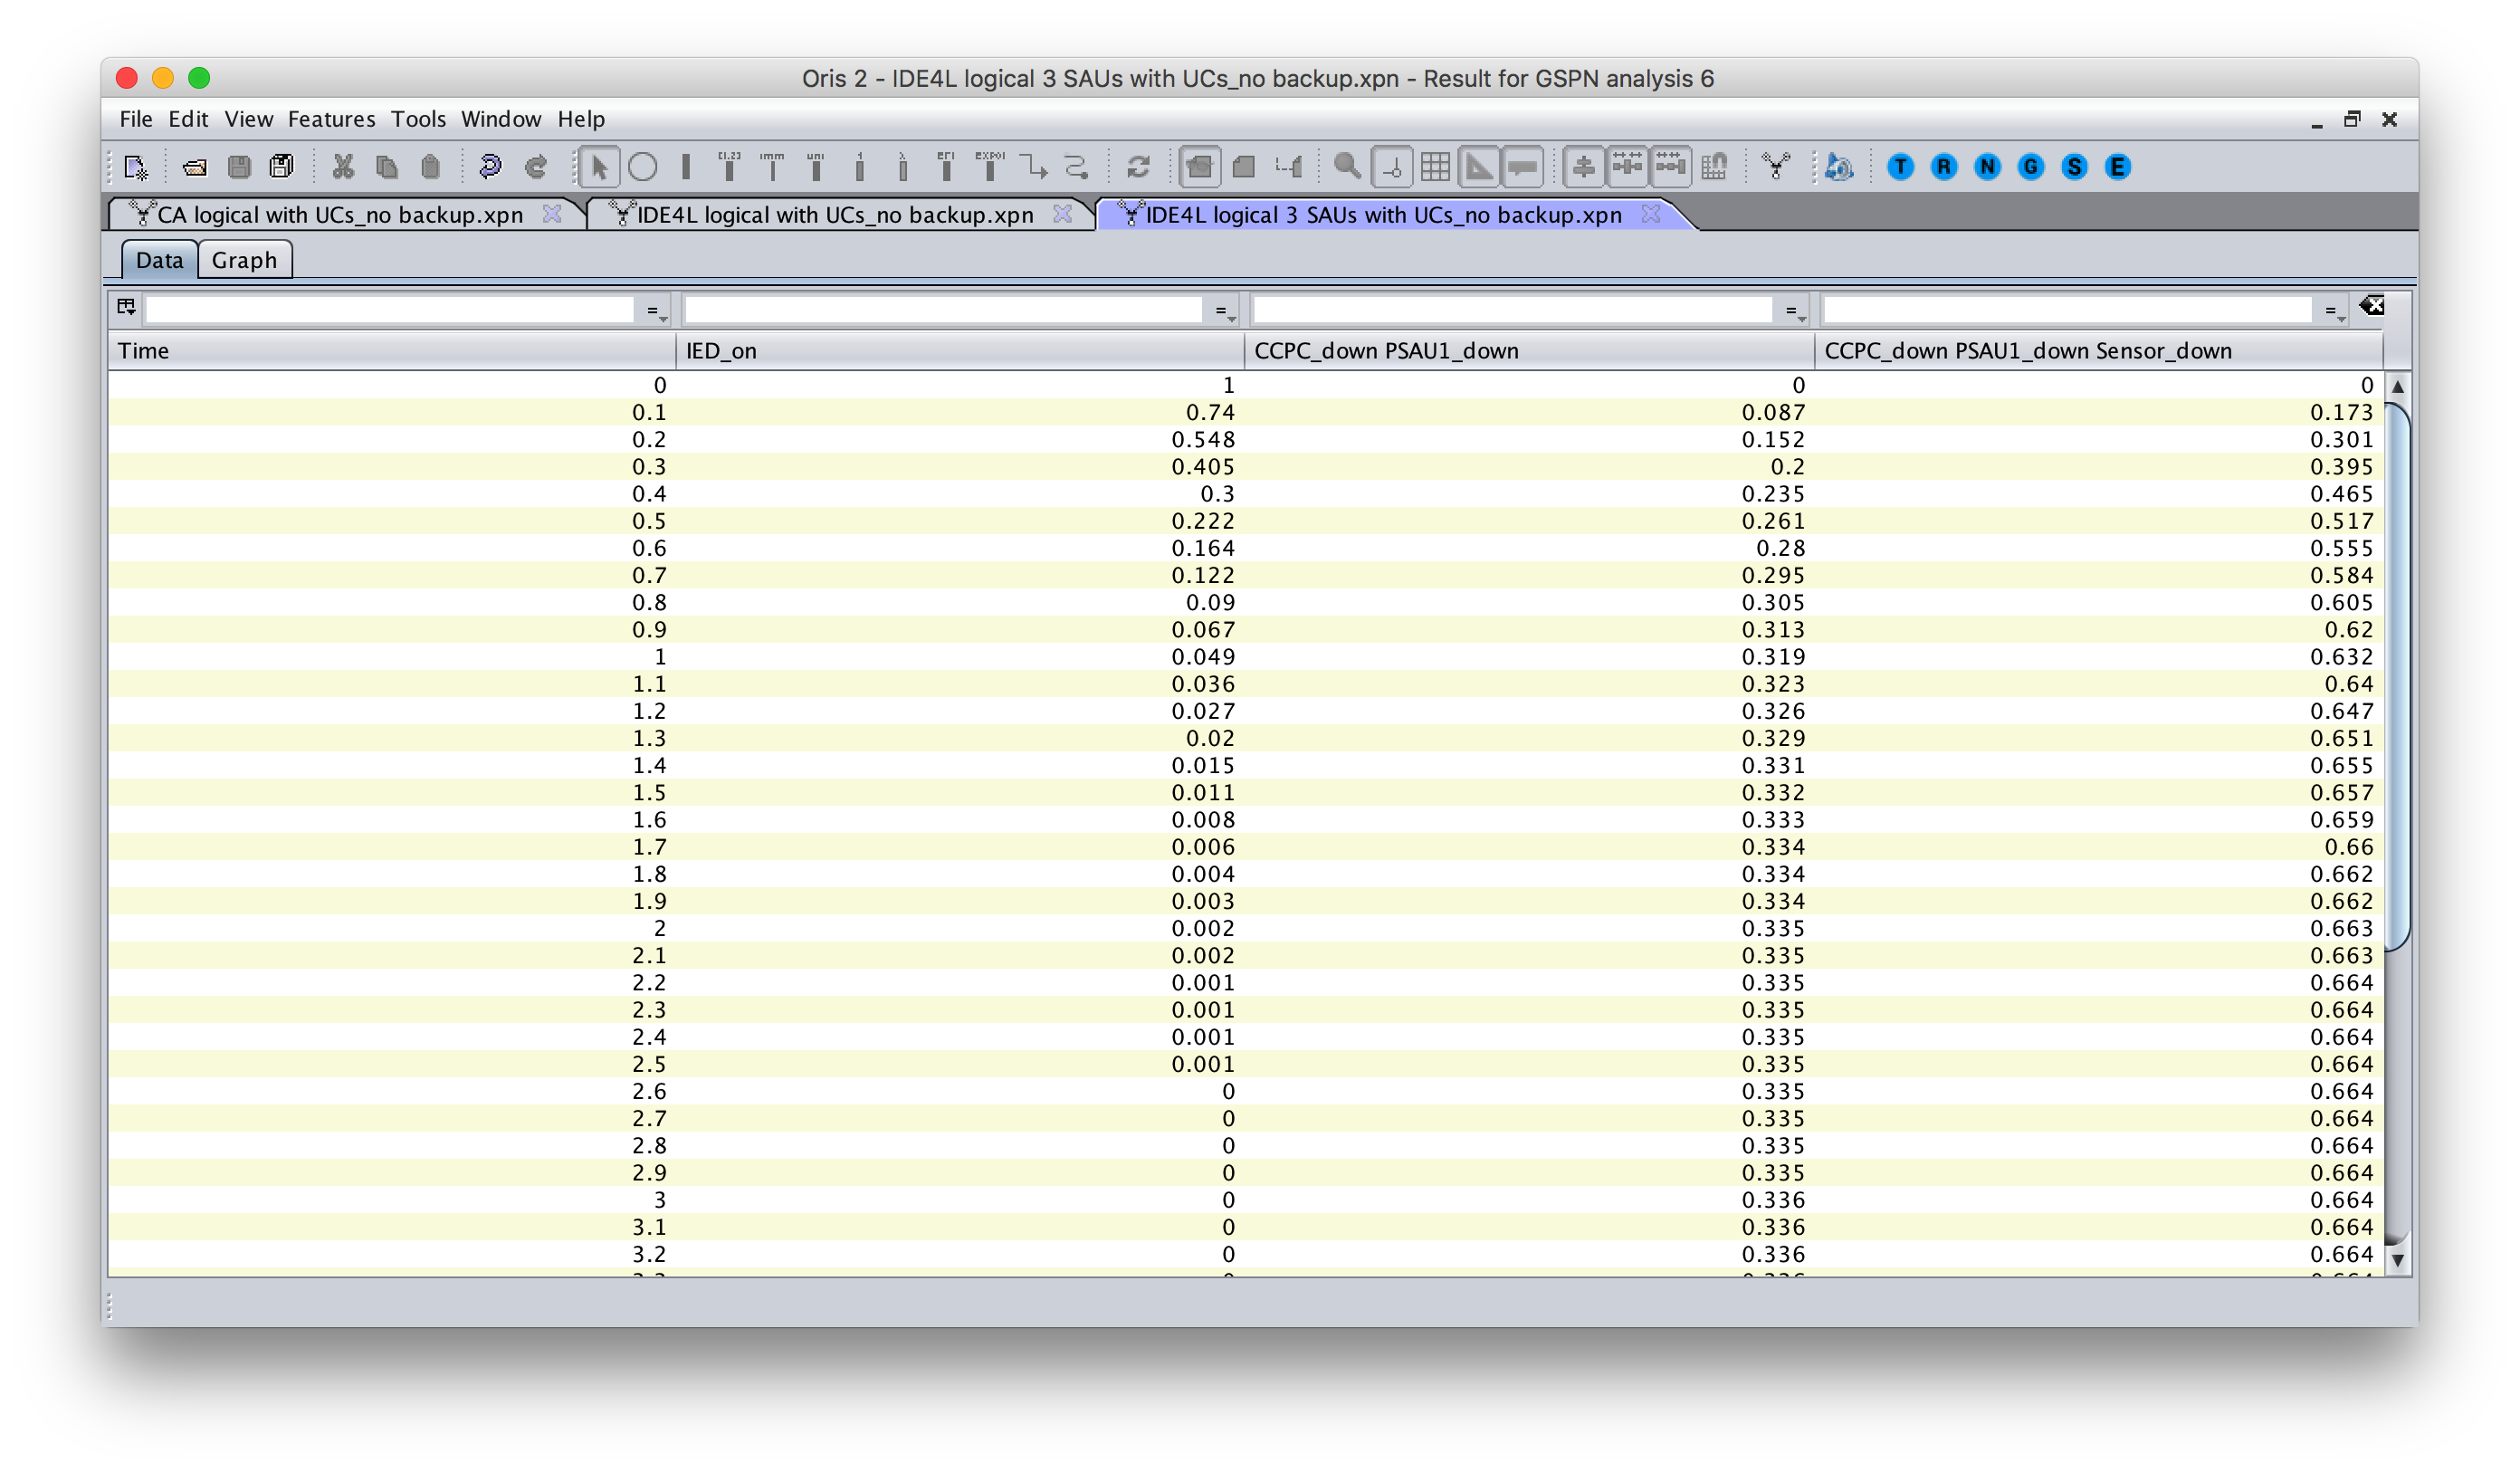 Oris 2 - IDE4L logical 3 SAUs with UCs_no backup.xpn - Result for GSPN analysis 6
File Edit View Features Tools Window Help
[1,2] imm uni 1 λ EXPOl
T R N G S E
CA logical with UCs_no backup.xpn IDE4L logical with UCs_no backup.xpn IDE4L logical 3 SAUs with UCs_no backup.xpn
Data Graph
= = = =
Time IED_on CCPC_down PSAU1_down CCPC_down PSAU1_down Sensor_down
0 1 0 0
0.1 0.74 0.087 0.173
0.2 0.548 0.152 0.301
0.3 0.405 0.2 0.395
0.4 0.3 0.235 0.465
0.5 0.222 0.261 0.517
0.6 0.164 0.28 0.555
0.7 0.122 0.295 0.584
0.8 0.09 0.305 0.605
0.9 0.067 0.313 0.62
1 0.049 0.319 0.632
1.1 0.036 0.323 0.64
1.2 0.027 0.326 0.647
1.3 0.02 0.329 0.651
1.4 0.015 0.331 0.655
1.5 0.011 0.332 0.657
1.6 0.008 0.333 0.659
1.7 0.006 0.334 0.66
1.8 0.004 0.334 0.662
1.9 0.003 0.334 0.662
2 0.002 0.335 0.663
2.1 0.002 0.335 0.663
2.2 0.001 0.335 0.664
2.3 0.001 0.335 0.664
2.4 0.001 0.335 0.664
2.5 0.001 0.335 0.664
2.6 0 0.335 0.664
2.7 0 0.335 0.664
2.8 0 0.335 0.664
2.9 0 0.335 0.664
3 0 0.336 0.664
3.1 0 0.336 0.664
3.2 0 0.336 0.664